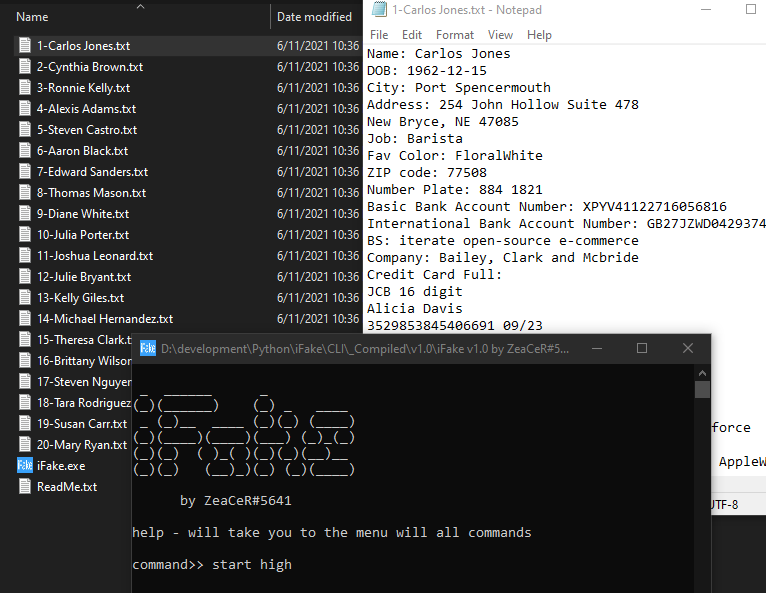 Name
Date modified
1-Carlos Jones.txt 6/11/2021 10:36
2-Cynthia Brown.txt 6/11/2021 10:36
3-Ronnie Kelly.txt 6/11/2021 10:36
4-Alexis Adams.txt 6/11/2021 10:36
5-Steven Castro.txt 6/11/2021 10:36
6-Aaron Black.txt 6/11/2021 10:36
7-Edward Sanders.txt 6/11/2021 10:36
8-Thomas Mason.txt 6/11/2021 10:36
9-Diane White.txt 6/11/2021 10:36
10-Julia Porter.txt 6/11/2021 10:36
11-Joshua Leonard.txt 6/11/2021 10:36
12-Julie Bryant.txt 6/11/2021 10:36
13-Kelly Giles.txt 6/11/2021 10:36
14-Michael Hernandez.txt 6/11/2021 10:36
15-Theresa Clark.t
16-Brittany Wilson
17-Steven Nguyer
18-Tara Rodriguez
19-Susan Carr.txt
20-Mary Ryan.txt
iFake.exe
ReadMe.txt
1-Carlos Jones.txt - Notepad
File Edit Format View Help
Name: Carlos Jones
DOB: 1962-12-15
City: Port Spencermouth
Address: 254 John Hollow Suite 478
New Bryce, NE 47085
Job: Barista
Fav Color: FloralWhite
ZIP code: 77508
Number Plate: 884 1821
Basic Bank Account Number: XPYV41122716056816
International Bank Account Number: GB27JZWD0429374
BS: iterate open-source e-commerce
Company: Bailey, Clark and Mcbride
Credit Card Full:
JCB 16 digit
Alicia Davis
3529853845406691 09/23
force
AppleW
UTF-8
iFake D:\development\Python\iFake\CLI\_Compiled\v1.0\iFake v1.0 by ZeaCeR#5...
iFake
by ZeaCeR#5641
help - will take you to the menu will all commands
command>> start high